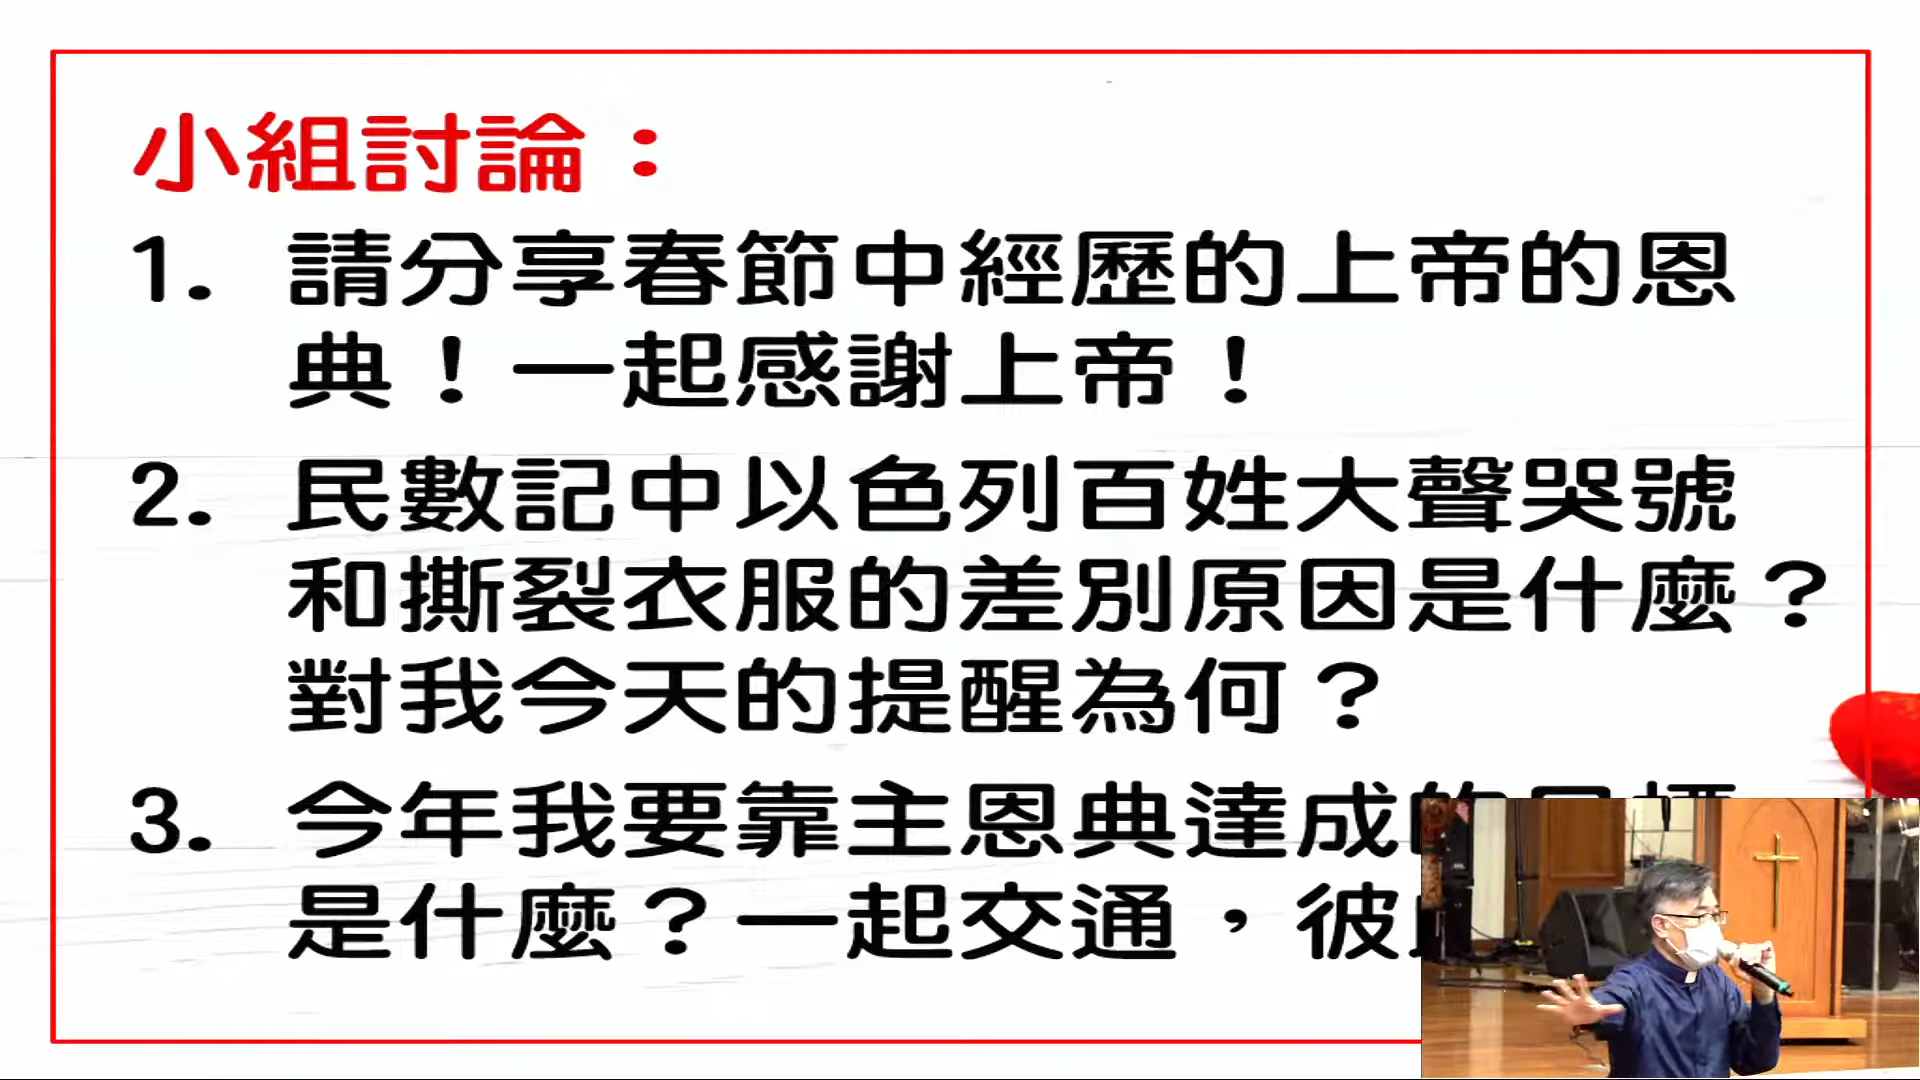 小組討論：
1. 請分享春節中經歷的上帝的恩
典！一起感謝上帝！
2. 民數記中以色列百姓大聲哭號
和撕裂衣服的差別原因是什麼？
對我今天的提醒為何？
3. 今年我要靠主恩典達成的目標
是什麼？一起交通，彼